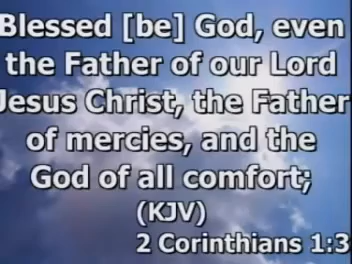 Blessed [be] God, even
the Father of our Lord
Jesus Christ, the Father
of mercies, and the
God of all comfort;
(KJV)
2 Corinthians 1:3